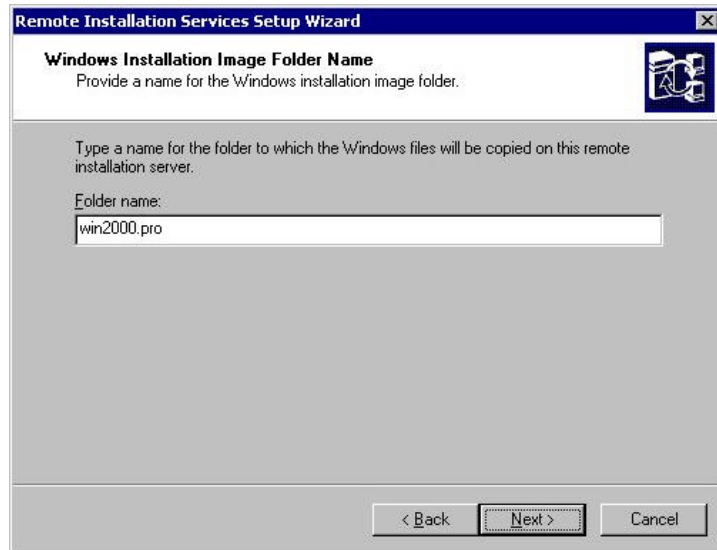 Remote Installation Services Setup Wizard
Windows Installation Image Folder Name
Provide a name for the Windows installation image folder.
Type a name for the folder to which the Windows files will be copied on this remote
installation server.
Folder name:
win2000.pro
< Back Next > Cancel